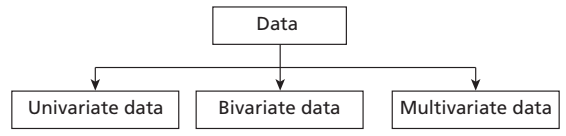 Data
Univariate data
Bivariate data
Multivariate data